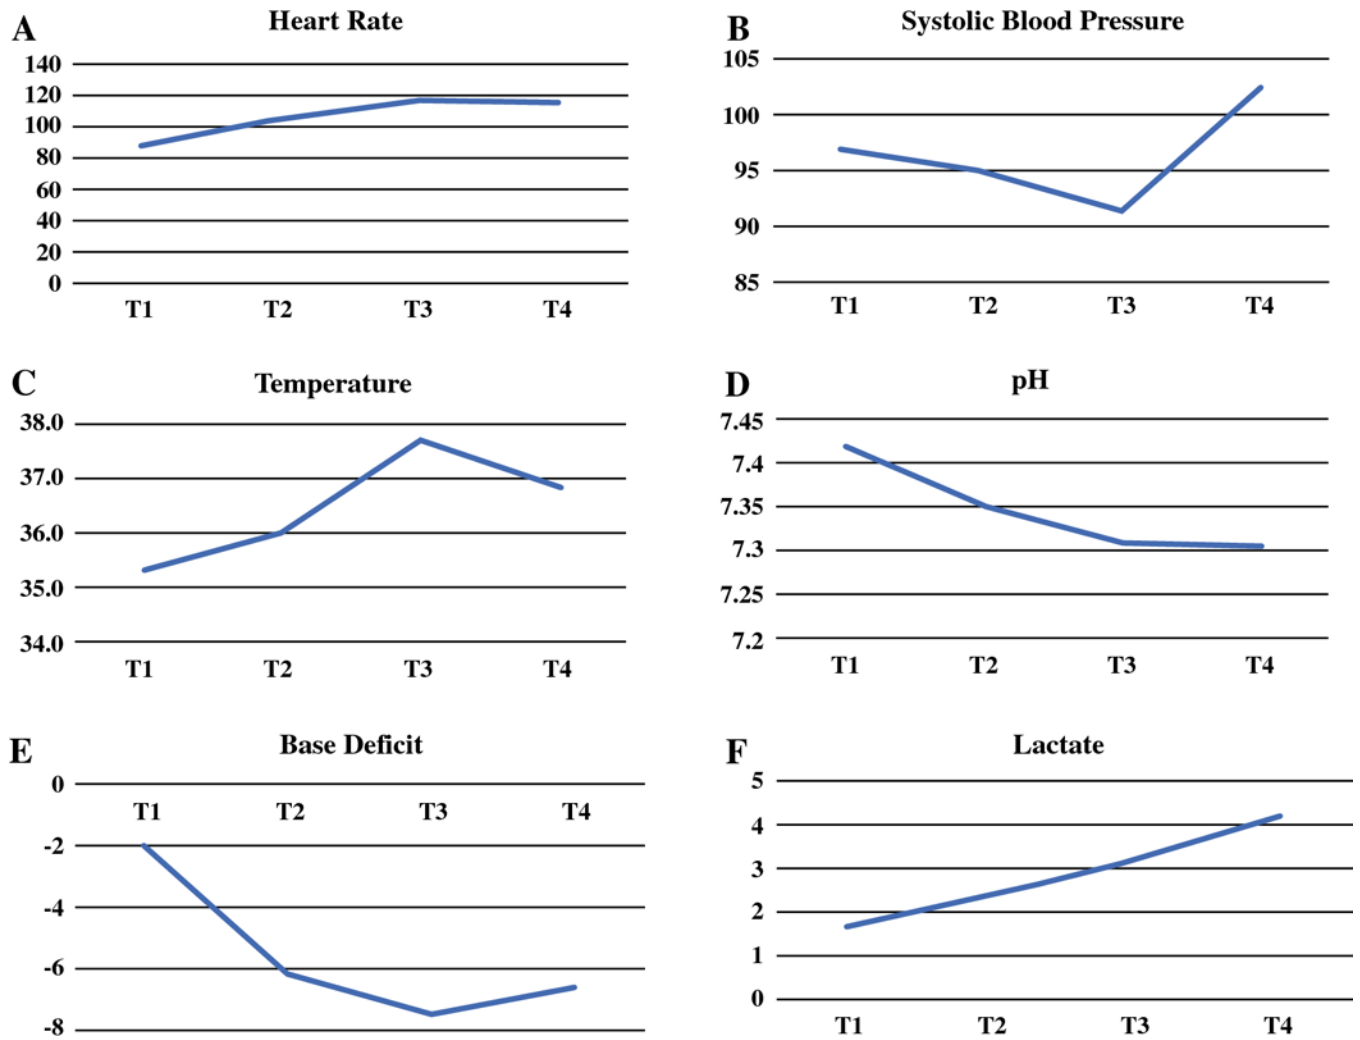 A
Heart Rate
140
120
100
80
60
40
20
0
T1 T2 T3 T4
B
Systolic Blood Pressure
105
100
95
90
85
T1 T2 T3 T4
C
Temperature
38.0
37.0
36.0
35.0
34.0
T1 T2 T3 T4
D
pH
7.45
7.4
7.35
7.3
7.25
7.2
T1 T2 T3 T4
E
Base Deficit
0
T1 T2 T3 T4
-2
-4
-6
-8
F
Lactate
5
4
3
2
1
0
T1 T2 T3 T4